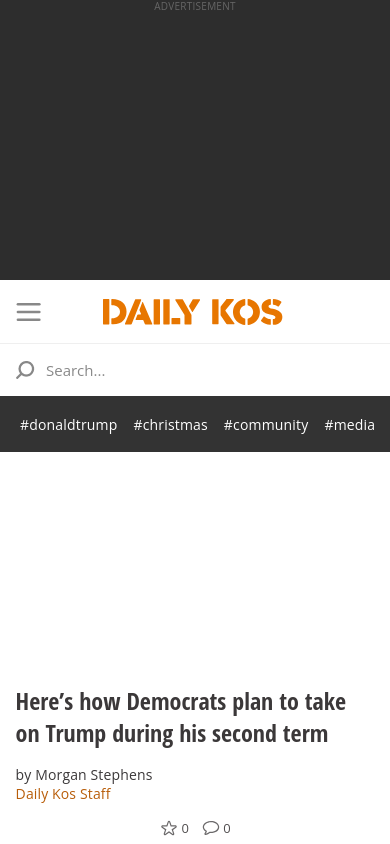 ADVERTISEMENT
DAILY KOS
Search...
#donaldtrump #christmas #community #media
Here’s how Democrats plan to take
on Trump during his second term
by Morgan Stephens
Daily Kos Staff
0 0